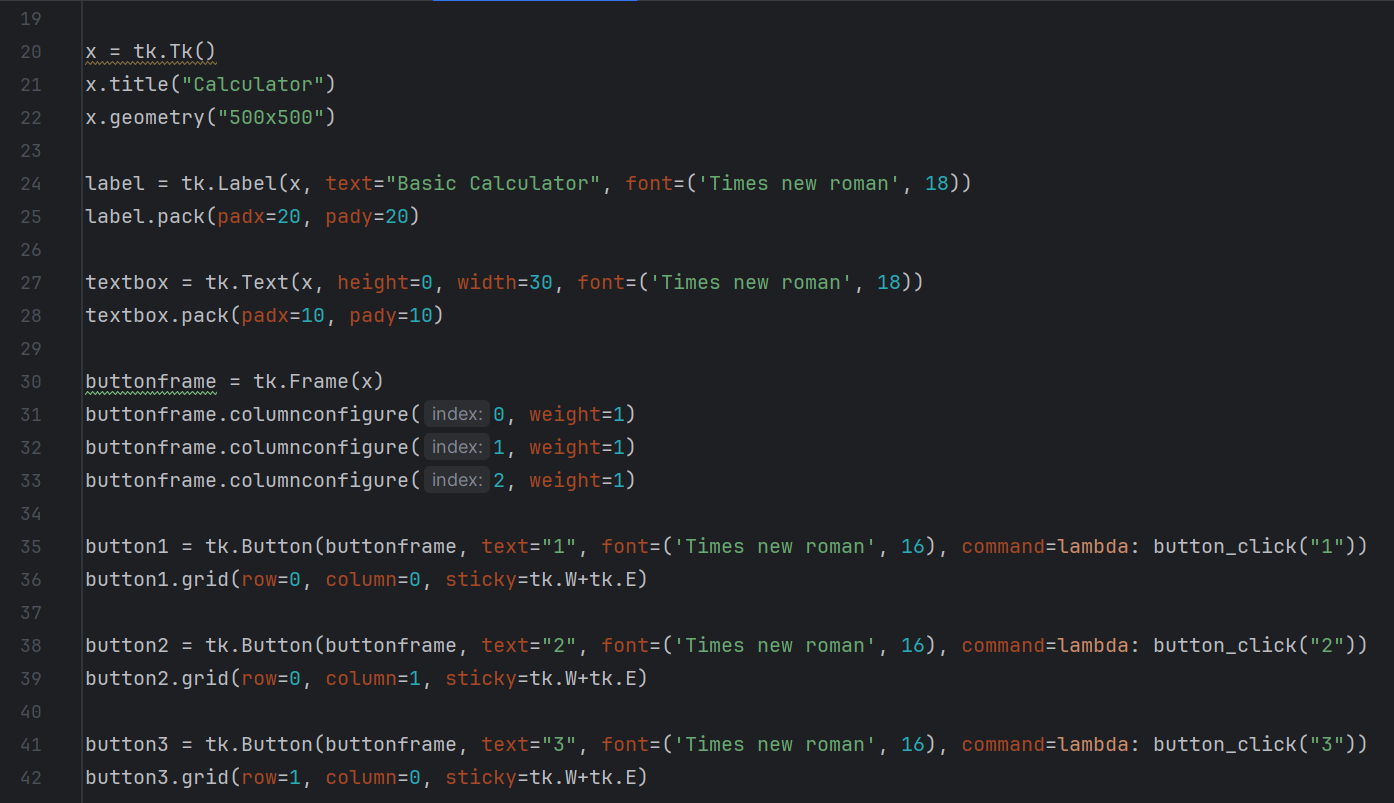 19
20 x = tk.Tk()
21 x.title("Calculator")
22 x.geometry("500x500")
23
24 label = tk.Label(x, text="Basic Calculator", font=('Times new roman', 18))
25 label.pack(padx=20, pady=20)
26
27 textbox = tk.Text(x, height=0, width=30, font=('Times new roman', 18))
28 textbox.pack(padx=10, pady=10)
29
30 buttonframe = tk.Frame(x)
31 buttonframe.columnconfigure( index: 0, weight=1)
32 buttonframe.columnconfigure( index: 1, weight=1)
33 buttonframe.columnconfigure( index: 2, weight=1)
34
35 button1 = tk.Button(buttonframe, text="1", font=('Times new roman', 16), command=lambda: button_click("1"))
36 button1.grid(row=0, column=0, sticky=tk.W+tk.E)
37
38 button2 = tk.Button(buttonframe, text="2", font=('Times new roman', 16), command=lambda: button_click("2"))
39 button2.grid(row=0, column=1, sticky=tk.W+tk.E)
40
41 button3 = tk.Button(buttonframe, text="3", font=('Times new roman', 16), command=lambda: button_click("3"))
42 button3.grid(row=1, column=0, sticky=tk.W+tk.E)